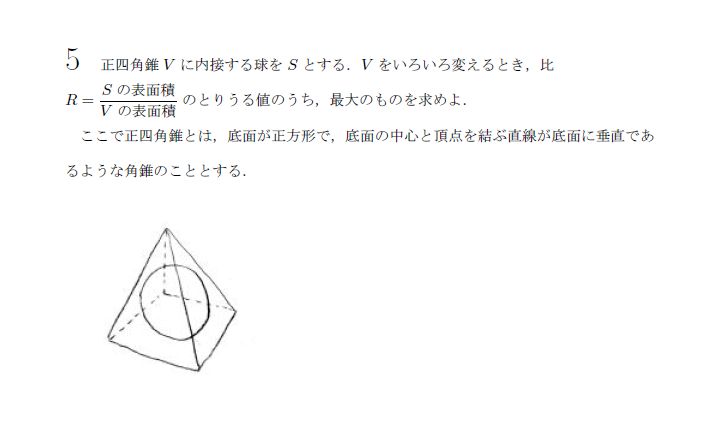 5 正四角錐 V に内接する球を S とする．V をいろいろ変えるとき，比
R = S の表面積 / V の表面積 のとりうる値のうち，最大のものを求めよ．
ここで正四角錐とは，底面が正方形で，底面の中心と頂点を結ぶ直線が底面に垂直であ
るような角錐のこととする．